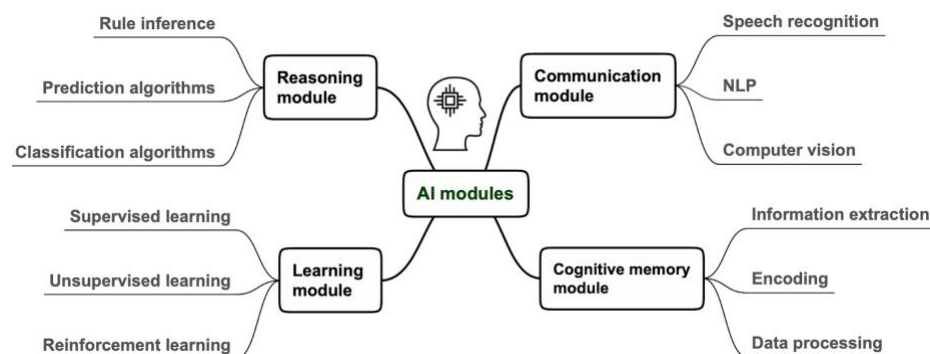 Rule inference
Prediction algorithms
Classification algorithms
Reasoning
module
Communication
module
Speech recognition
NLP
Computer vision
AI modules
Supervised learning
Unsupervised learning
Reinforcement learning
Learning
module
Cognitive memory
module
Information extraction
Encoding
Data processing